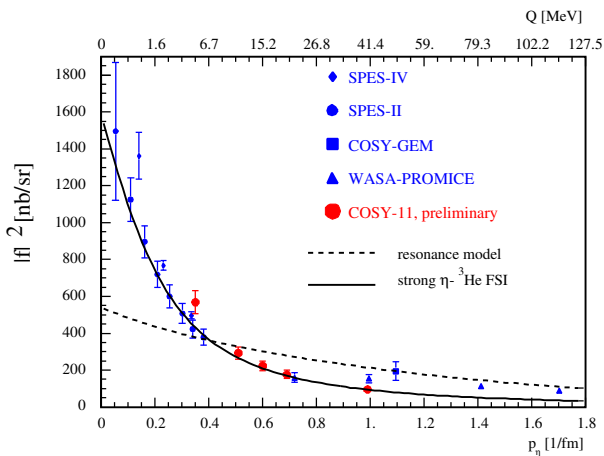 Q [MeV]
0 1.6 6.7 15.2 26.8 41.4 59. 79.3 102.2 127.5
|f| ² [nb/sr]
1800
1600
1400
1200
1000
800
600
400
200
0
SPES-IV
SPES-II
COSY-GEM
WASA-PROMICE
COSY-11, preliminary
resonance model
strong η- ³He FSI
0 0.2 0.4 0.6 0.8 1 1.2 1.4 1.6 1.8
p_η [1/fm]